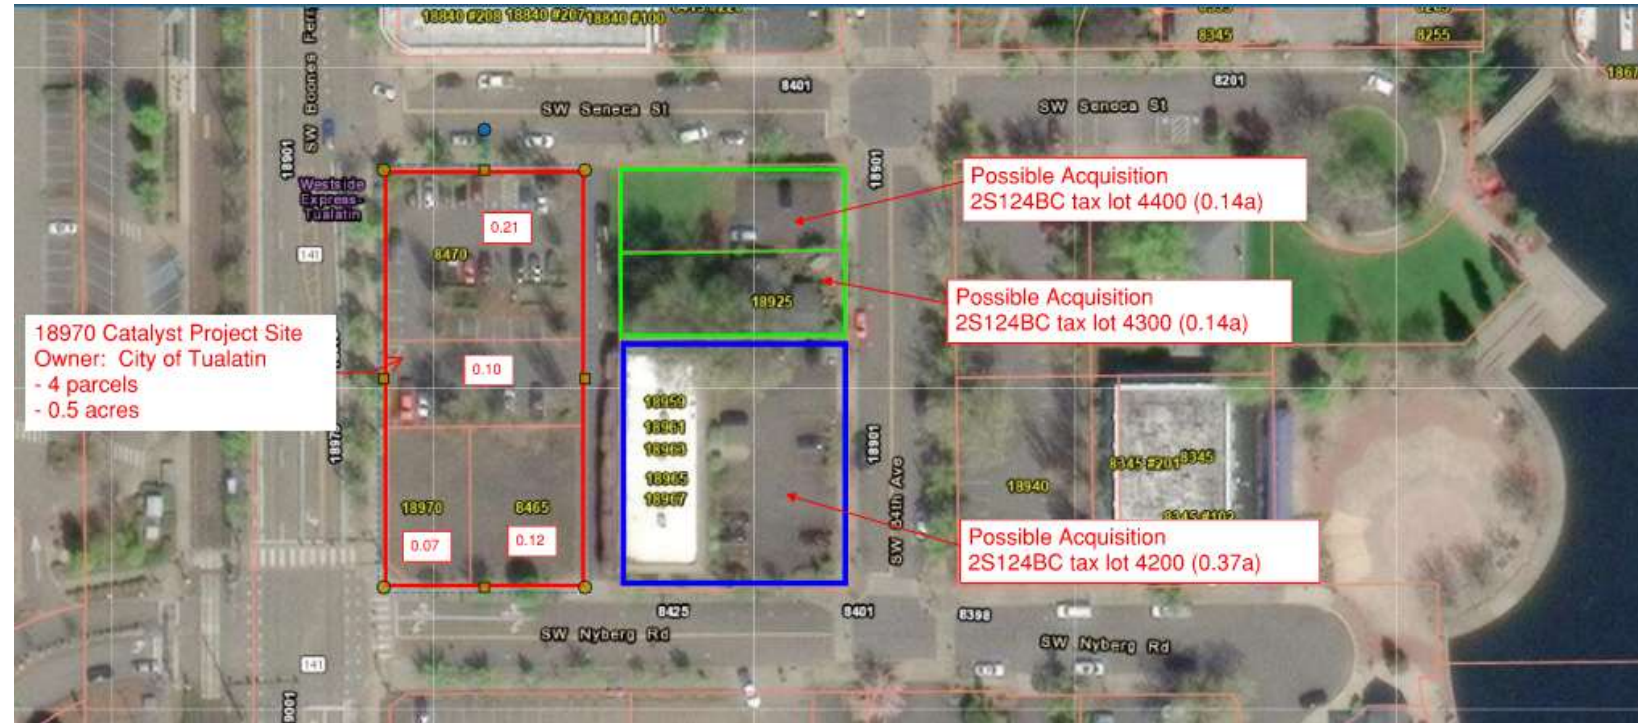 18840 #208 18840 #207 18840 #100
8345
8255
8401
8201
SW Boones Ferry
SW Seneca St
SW Seneca St
18901
18901
Westside
Express-
Tualatin
Possible Acquisition
2S124BC tax lot 4400 (0.14a)
0.21
141
8470
Possible Acquisition
2S124BC tax lot 4300 (0.14a)
18925
18970 Catalyst Project Site
Owner: City of Tualatin
- 4 parcels
- 0.5 acres
0.10
18959
18961
18963
18965
18967
18901
8345 #201
8345
18940
SW 84th Ave
18970
8465
0.07
0.12
8345 #102
Possible Acquisition
2S124BC tax lot 4200 (0.37a)
8425
8401
8398
SW Nyberg Rd
SW Nyberg Rd
141